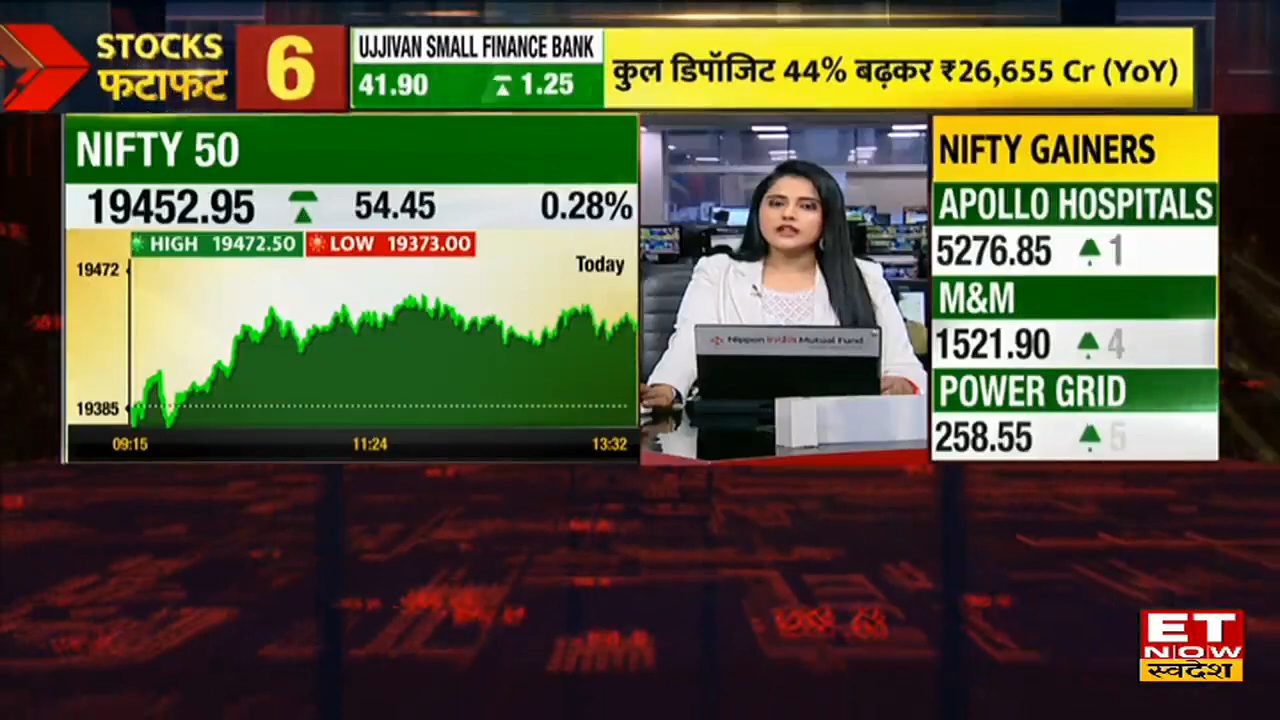 STOCKS
फटाफट
6
UJJIVAN SMALL FINANCE BANK
41.90 1.25
कुल डिपॉजिट 44% बढ़कर ₹26,655 Cr (YoY)
NIFTY 50
19452.95 54.45 0.28%
HIGH 19472.50 LOW 19373.00
Today
19472
19385
09:15 11:24 13:32
Nippon India Mutual Fund
NIFTY GAINERS
APOLLO HOSPITALS
5276.85 1
M&M
1521.90 4
POWER GRID
258.55 5
ET
NOW
स्वदेश